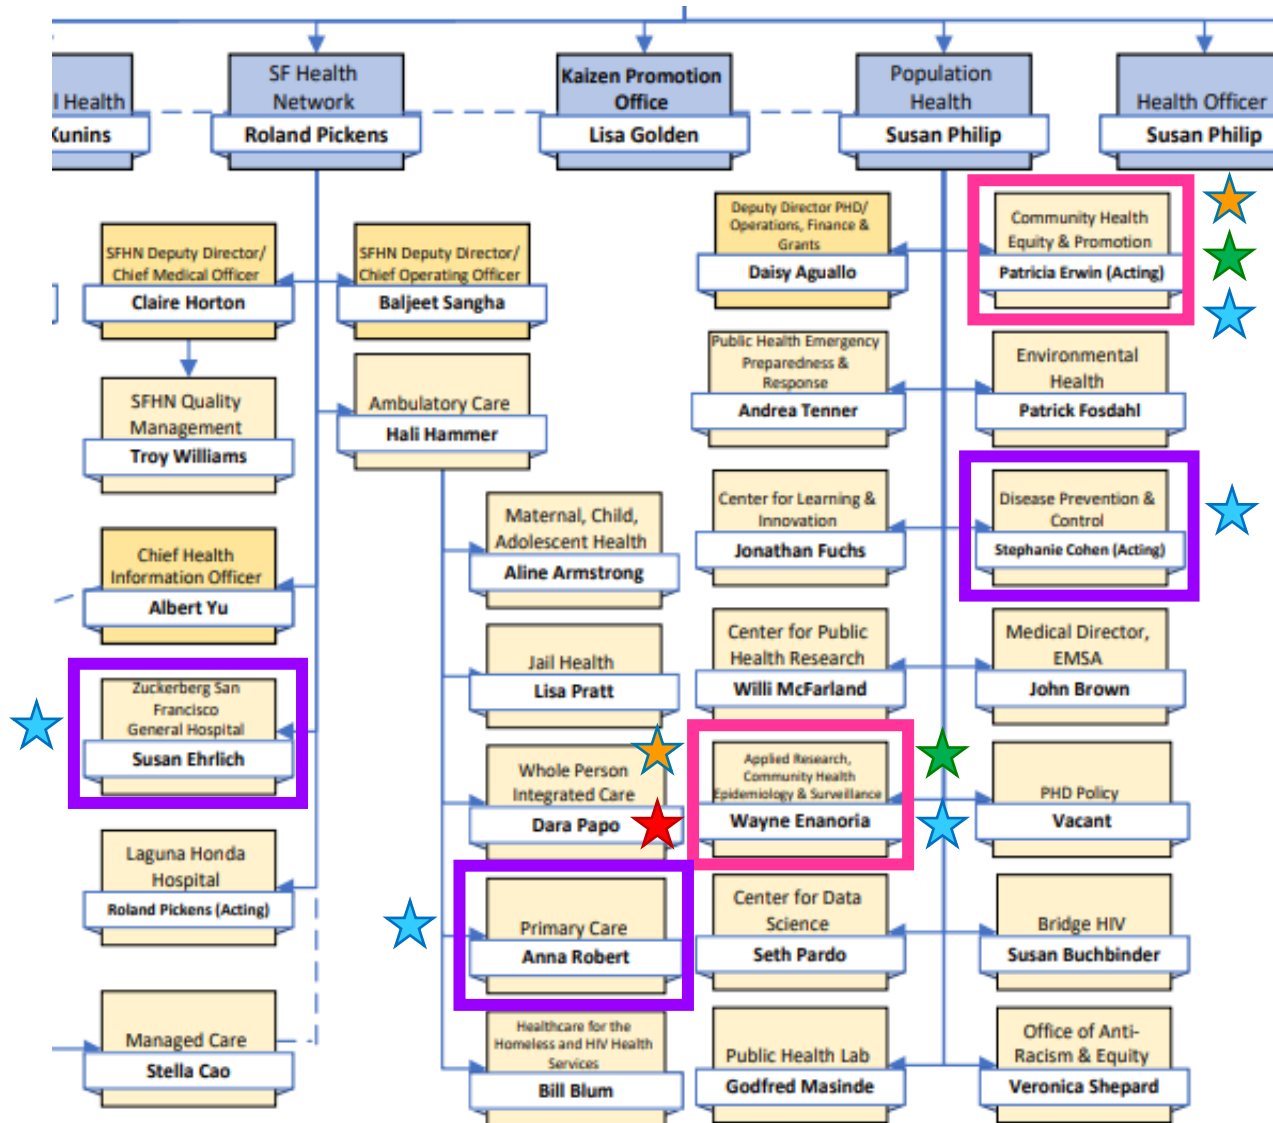 l Health
Kunins
SF Health
Network
Roland Pickens
Kaizen Promotion
Office
Lisa Golden
Population
Health
Susan Philip
Health Officer
Susan Philip
SFHN Deputy Director/
Chief Medical Officer
Claire Horton
SFHN Quality
Management
Troy Williams
Chief Health
Information Officer
Albert Yu
Zuckerberg San
Francisco
General Hospital
Susan Ehrlich
Laguna Honda
Hospital
Roland Pickens (Acting)
Managed Care
Stella Cao
SFHN Deputy Director/
Chief Operating Officer
Baljeet Sangha
Ambulatory Care
Hali Hammer
Maternal, Child,
Adolescent Health
Aline Armstrong
Jail Health
Lisa Pratt
Whole Person
Integrated Care
Dara Papo
Primary Care
Anna Robert
Healthcare for the
Homeless and HIV Health
Services
Bill Blum
Deputy Director PHD/
Operations, Finance &
Grants
Daisy Aguallo
Public Health Emergency
Preparedness &
Response
Andrea Tenner
Center for Learning &
Innovation
Jonathan Fuchs
Center for Public
Health Research
Willi McFarland
Applied Research,
Community Health
Epidemiology & Surveillance
Wayne Enanoria
Center for Data
Science
Seth Pardo
Public Health Lab
Godfred Masinde
Community Health
Equity & Promotion
Patricia Erwin (Acting)
Environmental
Health
Patrick Fosdahl
Disease Prevention &
Control
Stephanie Cohen (Acting)
Medical Director,
EMSA
John Brown
PHD Policy
Vacant
Bridge HIV
Susan Buchbinder
Office of Anti-
Racism & Equity
Veronica Shepard